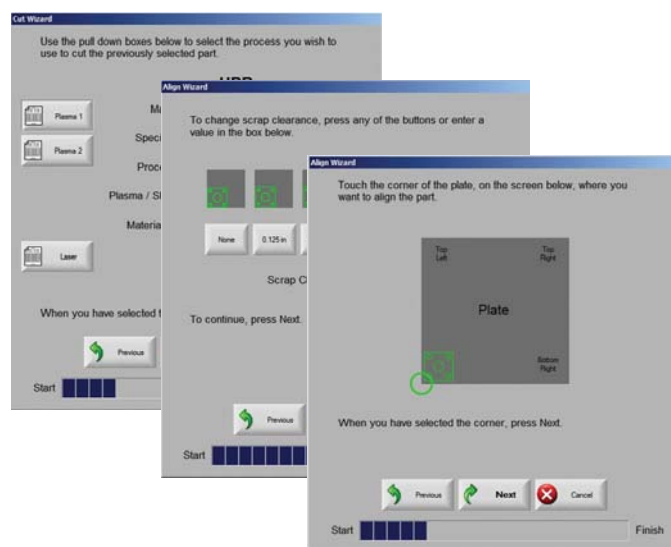 Cut Wizard
Use the pull down boxes below to select the process you wish to
use to cut the previously selected part.
Plasma 1
Plasma 2
Plasma / S
Laser
When you have selected
Previous
Start
Align Wizard
To change scrap clearance, press any of the buttons or enter a
value in the box below.
None
0.125 in
Scrap C
To continue, press Next.
Previous
Start
Align Wizard
Touch the corner of the plate, on the screen below, where you
want to align the part.
Top Top
Left Right
Plate
Bottom
Right
When you have selected the corner, press Next.
Previous Next Cancel
Start Finish